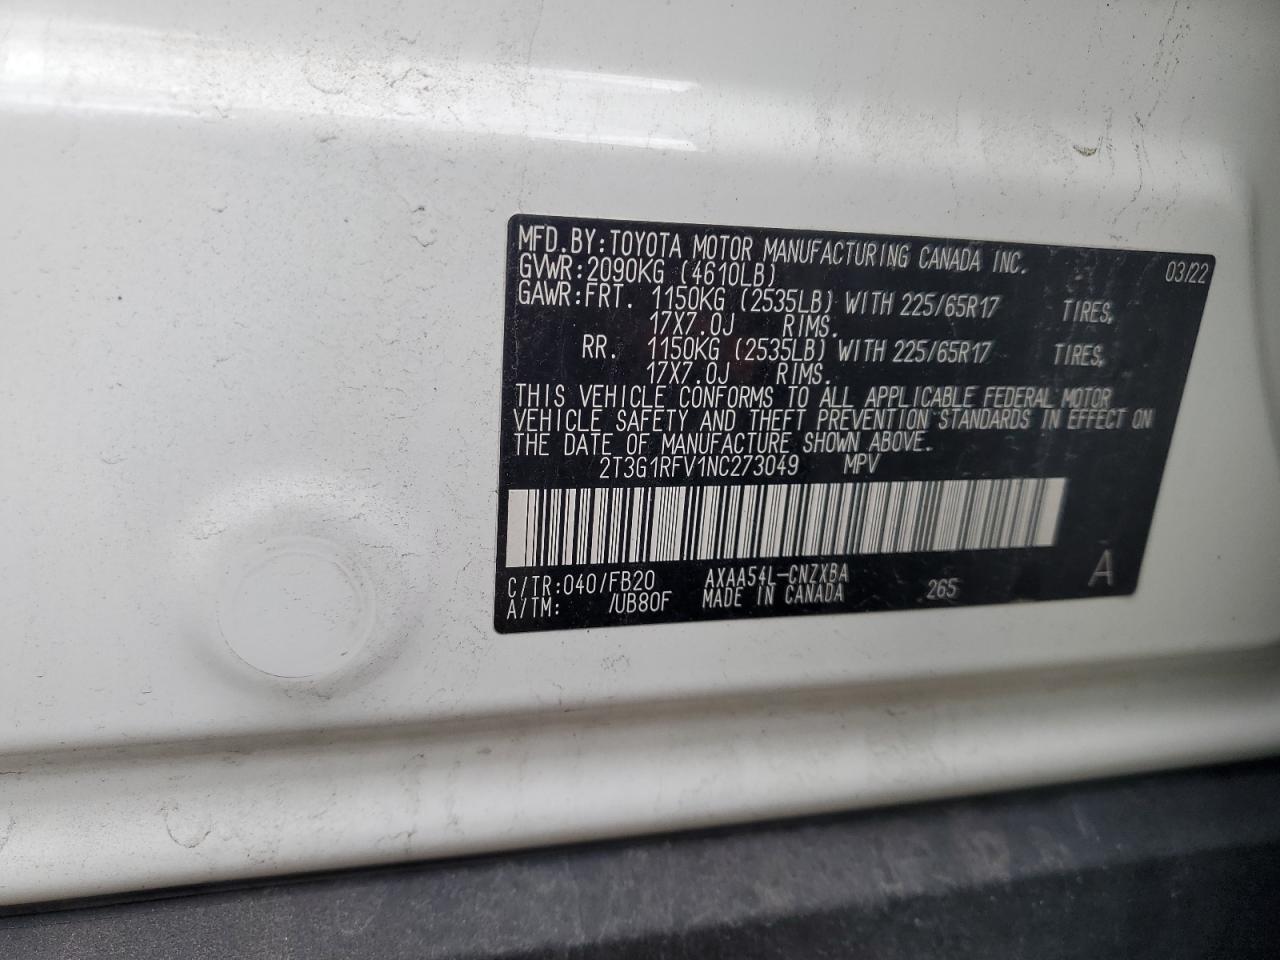 MFD.BY:TOYOTA MOTOR MANUFACTURING CANADA INC. 03/22
GVWR:2090KG (4610LB)
GAWR:FRT. 1150KG (2535LB) WITH 225/65R17 TIRES,
17X7.0J RIMS.
RR. 1150KG (2535LB) WITH 225/65R17 TIRES,
17X7.0J RIMS.
THIS VEHICLE CONFORMS TO ALL APPLICABLE FEDERAL MOTOR
VEHICLE SAFETY AND THEFT PREVENTION STANDARDS IN EFFECT ON
THE DATE OF MANUFACTURE SHOWN ABOVE.
2T3G1RFV1NC273049 MPV
C/TR:040/FB20 AXAA54L-CNZXBA 265 A
A/TM: /UB80F MADE IN CANADA